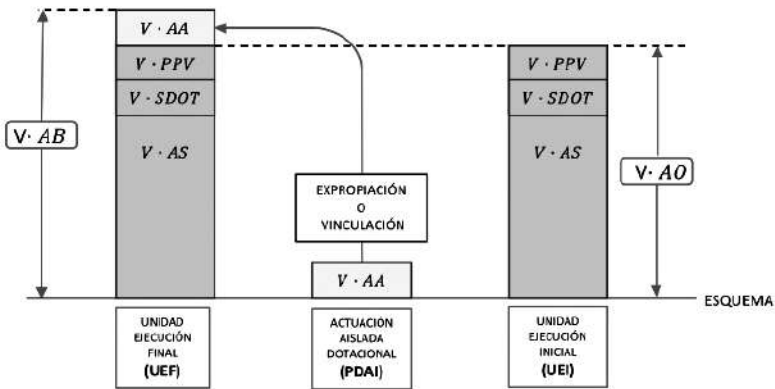 V · AA
V · PPV
V · SDOT
V · AS
V · AB
EXPROPIACIÓN
O
VINCULACIÓN
V · AA
V · PPV
V · SDOT
V · AS
V · AO
ESQUEMA
UNIDAD
EJECUCIÓN
FINAL
(UEF)
ACTUACIÓN
AISLADA
DOTACIONAL
(PDAI)
UNIDAD
EJECUCIÓN
INICIAL
(UEI)